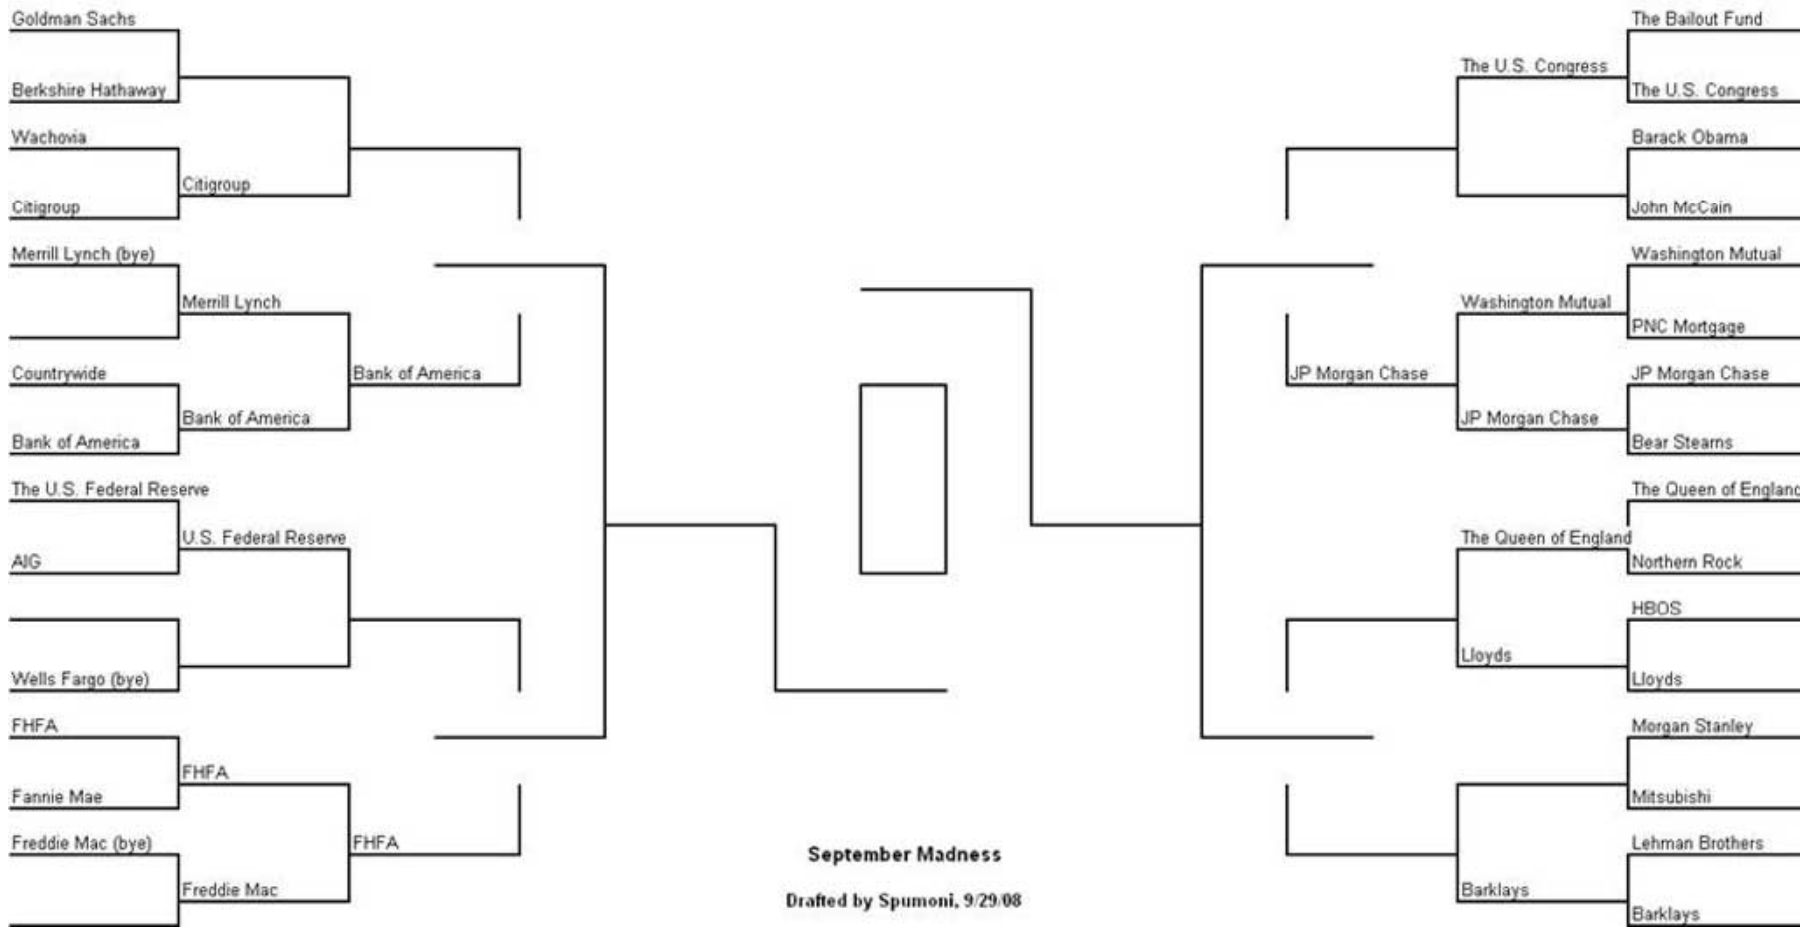 Goldman Sachs
Berkshire Hathaway
Wachovia
Citigroup
Citigroup
Merrill Lynch (bye)
Merrill Lynch
Countrywide
Bank of America
Bank of America
Bank of America
The U.S. Federal Reserve
U.S. Federal Reserve
AIG
Wells Fargo (bye)
FHFA
FHFA
Fannie Mae
Freddie Mac (bye)
FHFA
Freddie Mac
September Madness
Drafted by Spumoni, 9/29/08
The Bailout Fund
The U.S. Congress
The U.S. Congress
Barack Obama
John McCain
Washington Mutual
Washington Mutual
PNC Mortgage
JP Morgan Chase
JP Morgan Chase
JP Morgan Chase
Bear Stearns
The Queen of England
The Queen of England
Northern Rock
HBOS
Lloyds
Lloyds
Morgan Stanley
Mitsubishi
Lehman Brothers
Barklays
Barklays